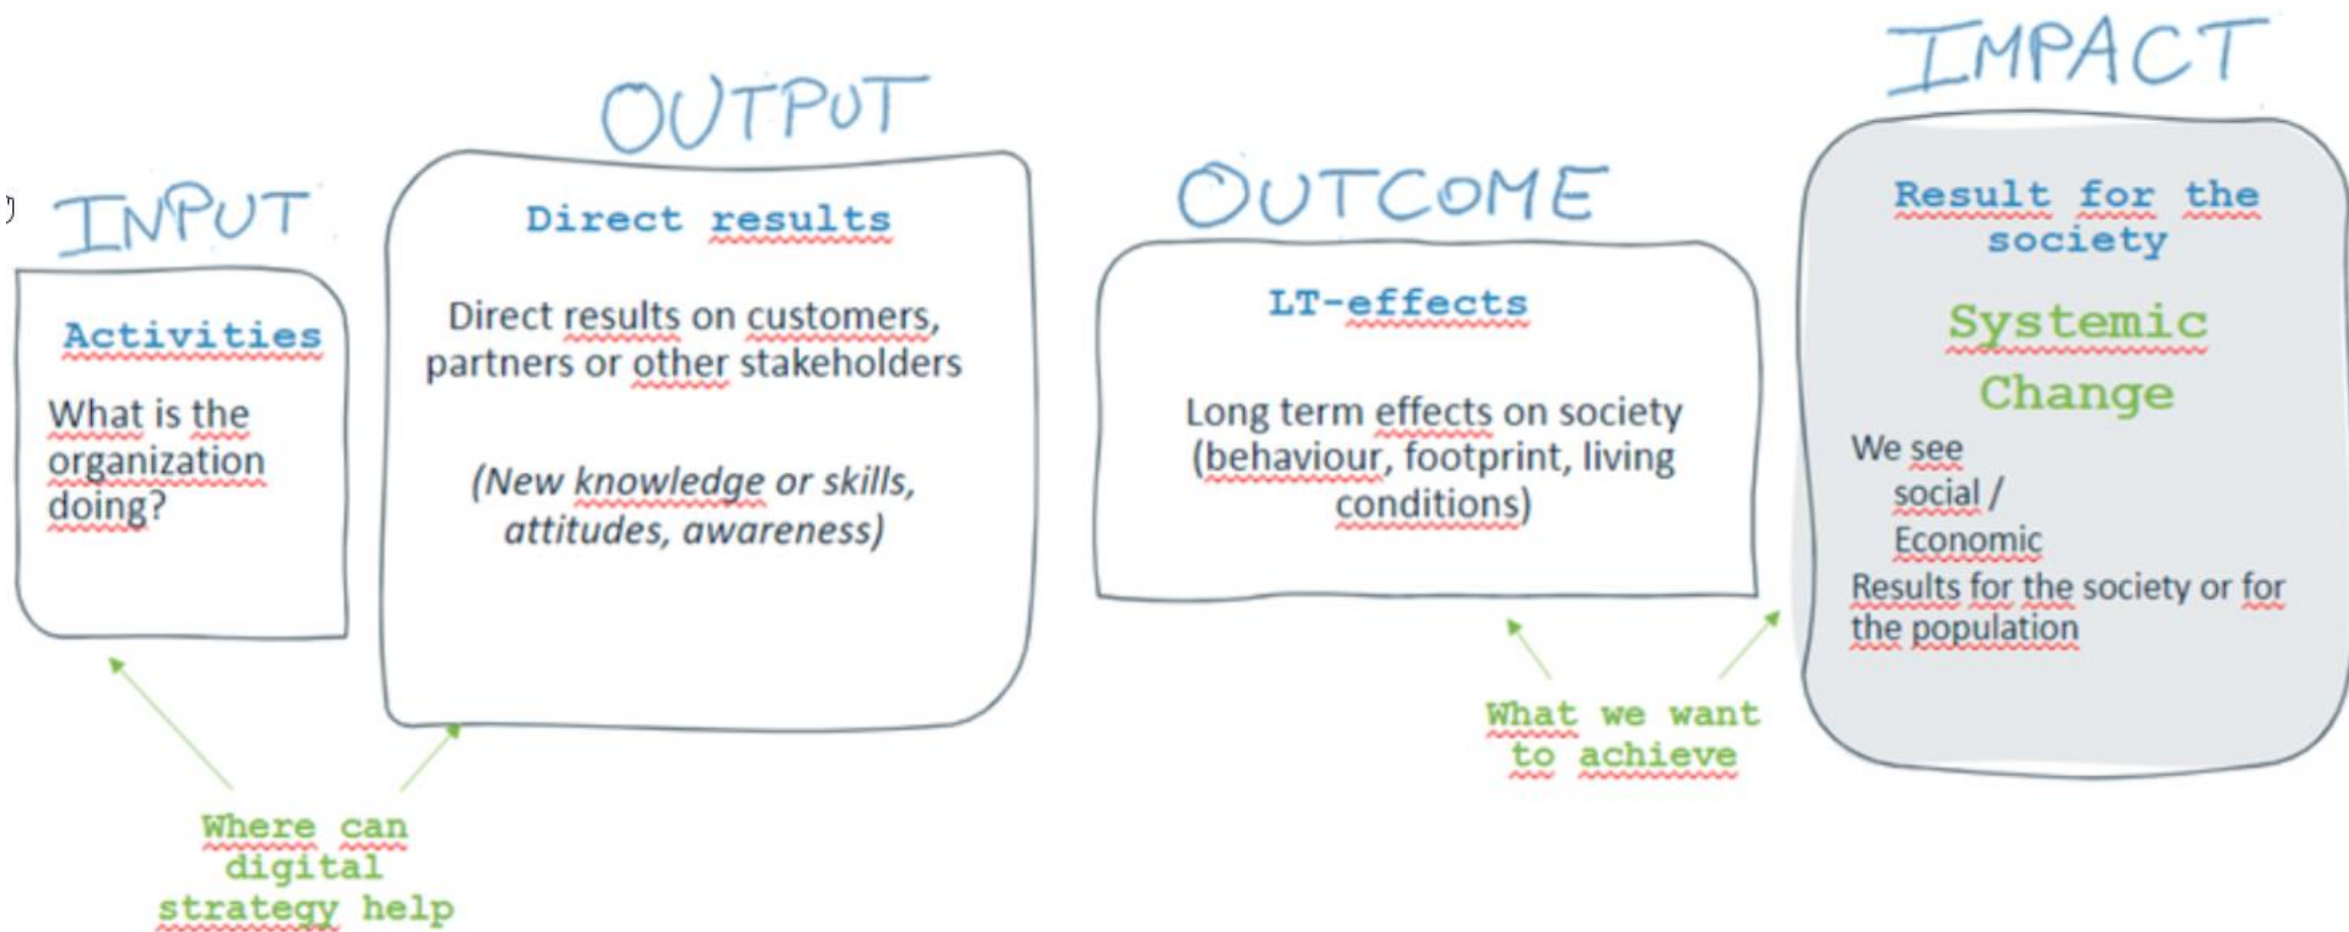 INPUT
Activities
What is the
organization
doing?
OUTPUT
Direct results
Direct results on customers,
partners or other stakeholders
(New knowledge or skills,
attitudes, awareness)
Where can
digital
strategy help
OUTCOME
LT-effects
Long term effects on society
(behaviour, footprint, living
conditions)
What we want
to achieve
IMPACT
Result for the
society
Systemic
Change
We see
social /
Economic
Results for the society or for
the population